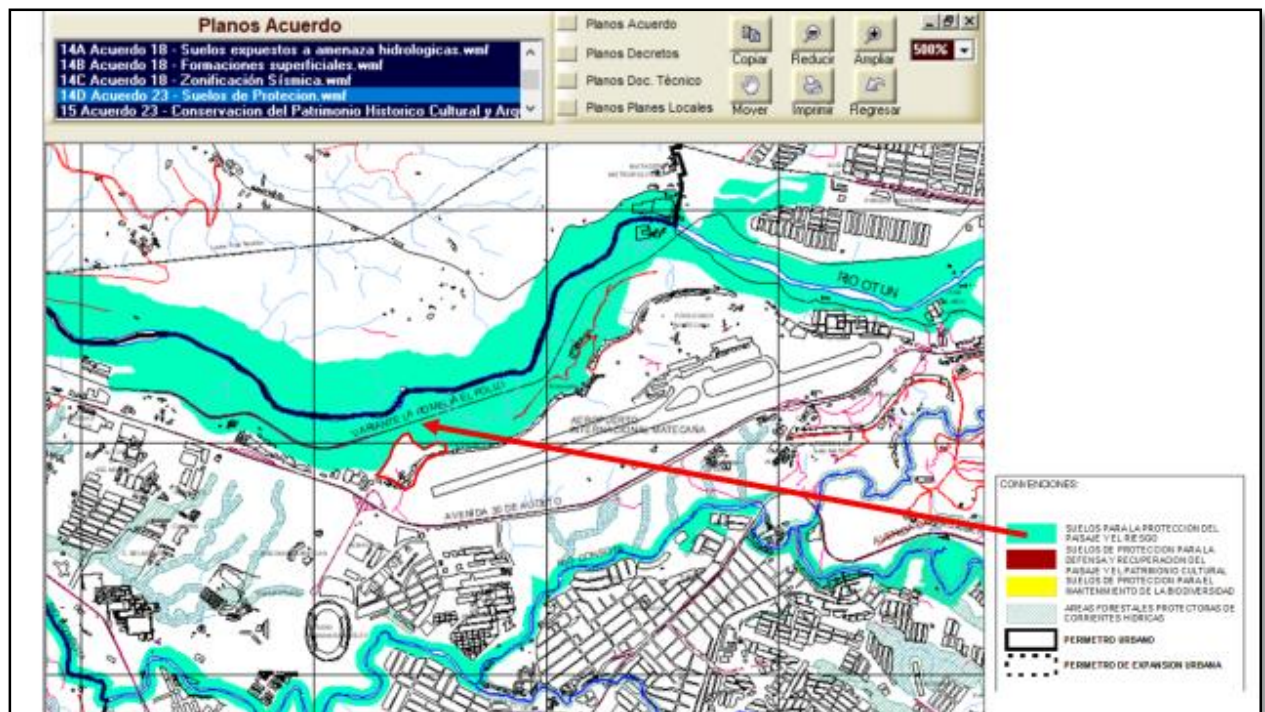 Planos Acuerdo
14A Acuerdo 18 - Suelos expuestos a amenaza hidrologicas.wmf
14B Acuerdo 18 - Formaciones superficiales.wmf
14C Acuerdo 18 - Zonificación Sísmica.wmf
14D Acuerdo 23 - Suelos de Protecion.wmf
15 Acuerdo 23 - Conservacion del Patrimonio Historico Cultural y Arq
Planos Acuerdo
Planos Decretos
Planos Doc. Técnico
Planos Planes Locales
Copiar
Reducir
Ampliar
500%
Mover
Imprimir
Regresar
RIO OTUN
VARIANTE LA ROMELIA EL POLLO
AEROPUERTO
INTERNACIONAL MATECAÑA
AVENIDA 30 DE AGOSTO
CONVENCIONES:
SUELOS PARA LA PROTECCIÓN DEL
PAISAJE Y EL RIESGO
SUELOS DE PROTECCION PARA LA
DEFENSA Y RECUPERACION DEL
PAISAJE Y EL PATRIMONIO CULTURAL
SUELOS DE PROTECCION PARA EL
MANTENIMIENTO DE LA BIODIVERSIDAD
AREAS FORESTALES PROTECTORAS DE
CORRIENTES HIDRICAS
PERIMETRO URBANO
PERIMETRO DE EXPANSION URBANA